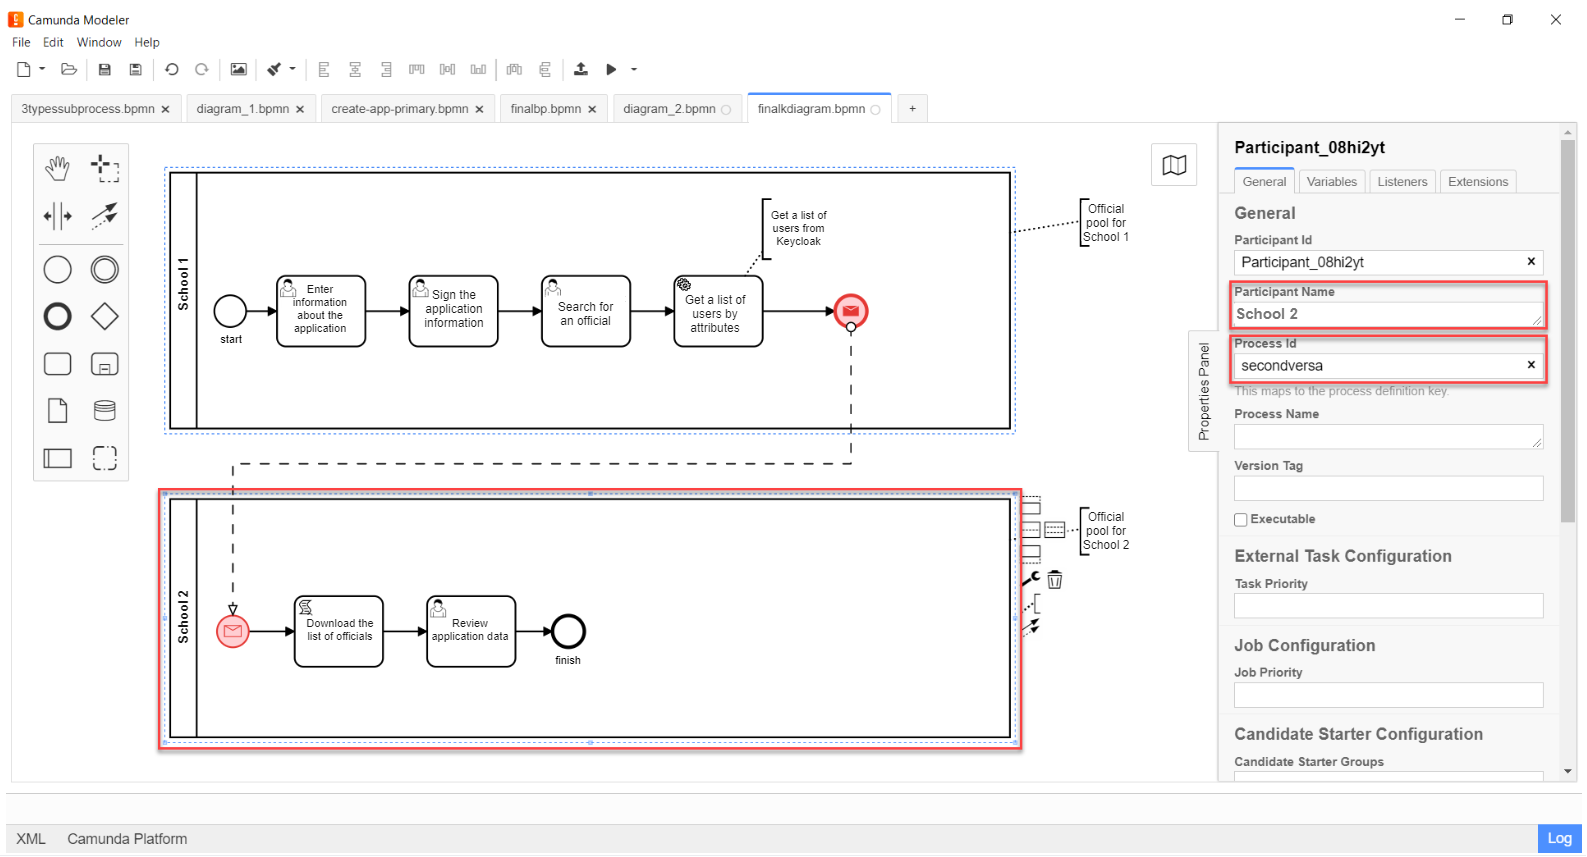 Camunda Modeler
File Edit Window Help
3typessubprocess.bpmn
diagram_1.bpmn
create-app-primary.bpmn
finalbp.bpmn
diagram_2.bpmn
finalkdiagram.bpmn
+
School 1
start
Enter
information
about the
application
Sign the
application
information
Search for
an official
Get a list of
users by
attributes
Get a list of
users from
Keycloak
Official
pool for
School 1
School 2
Download the
list of officials
Review
application data
finish
Official
pool for
School 2
Properties Panel
Participant_08hi2yt
General Variables Listeners Extensions
General
Participant Id
Participant_08hi2yt
Participant Name
School 2
Process Id
secondversa
This maps to the process definition key.
Process Name
Version Tag
Executable
External Task Configuration
Task Priority
Job Configuration
Job Priority
Candidate Starter Configuration
Candidate Starter Groups
XML Camunda Platform
Log